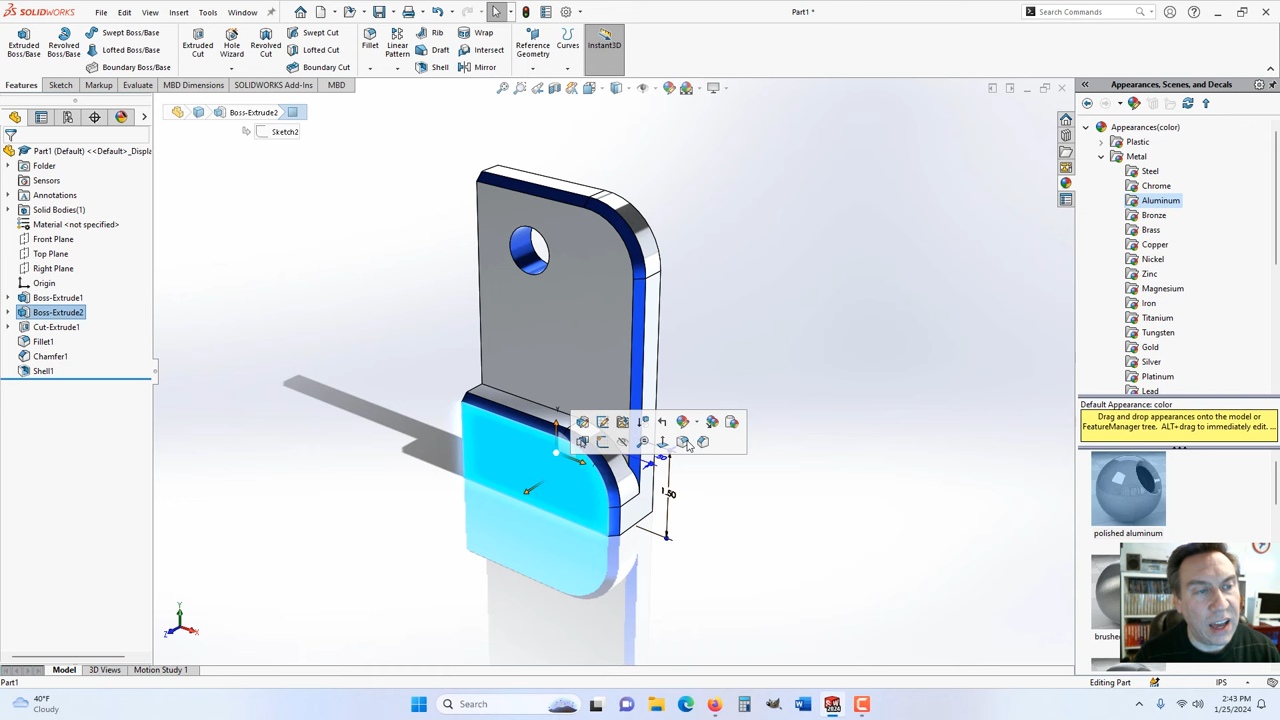 SOLIDWORKS File Edit View Insert Tools Window Part1 * Search Commands
Extruded Boss/Base Revolved Boss/Base Swept Boss/Base Lofted Boss/Base Boundary Boss/Base Extruded Cut Hole Wizard Revolved Cut Swept Cut Lofted Cut Boundary Cut Fillet Linear Pattern Rib Draft Shell Wrap Intersect Mirror Reference Geometry Curves Instant3D
Features Sketch Markup Evaluate MBD Dimensions SOLIDWORKS Add-Ins MBD
Appearances, Scenes, and Decals
Boss-Extrude2
Sketch2
Part1 (Default) <<Default>_Displa
Folder
Sensors
Annotations
Solid Bodies(1)
Material <not specified>
Front Plane
Top Plane
Right Plane
Origin
Boss-Extrude1
Boss-Extrude2
Cut-Extrude1
Fillet1
Chamfer1
Shell1
1.50
Y
X
Z
Appearances(color)
Plastic
Metal
Steel
Chrome
Aluminum
Bronze
Brass
Copper
Nickel
Zinc
Magnesium
Iron
Titanium
Tungsten
Gold
Silver
Platinum
Lead
Default Appearance: color
Drag and drop appearances onto the model or
FeatureManager tree. ALT+drag to immediately edit. ...
polished aluminum
brushe
Model 3D Views Motion Study 1
Part1 Editing Part IPS
40°F
Cloudy
Search
2:43 PM
1/25/2024